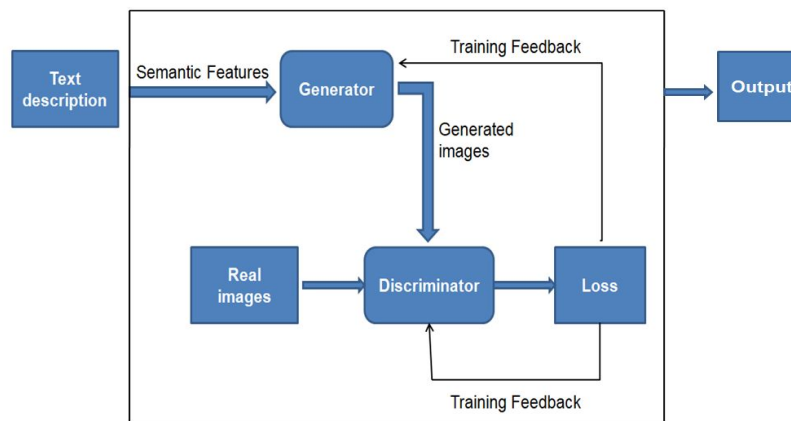 Training Feedback
Text
description
Semantic Features
Generator
Output
Generated
images
Real
images
Discriminator
Loss
Training Feedback